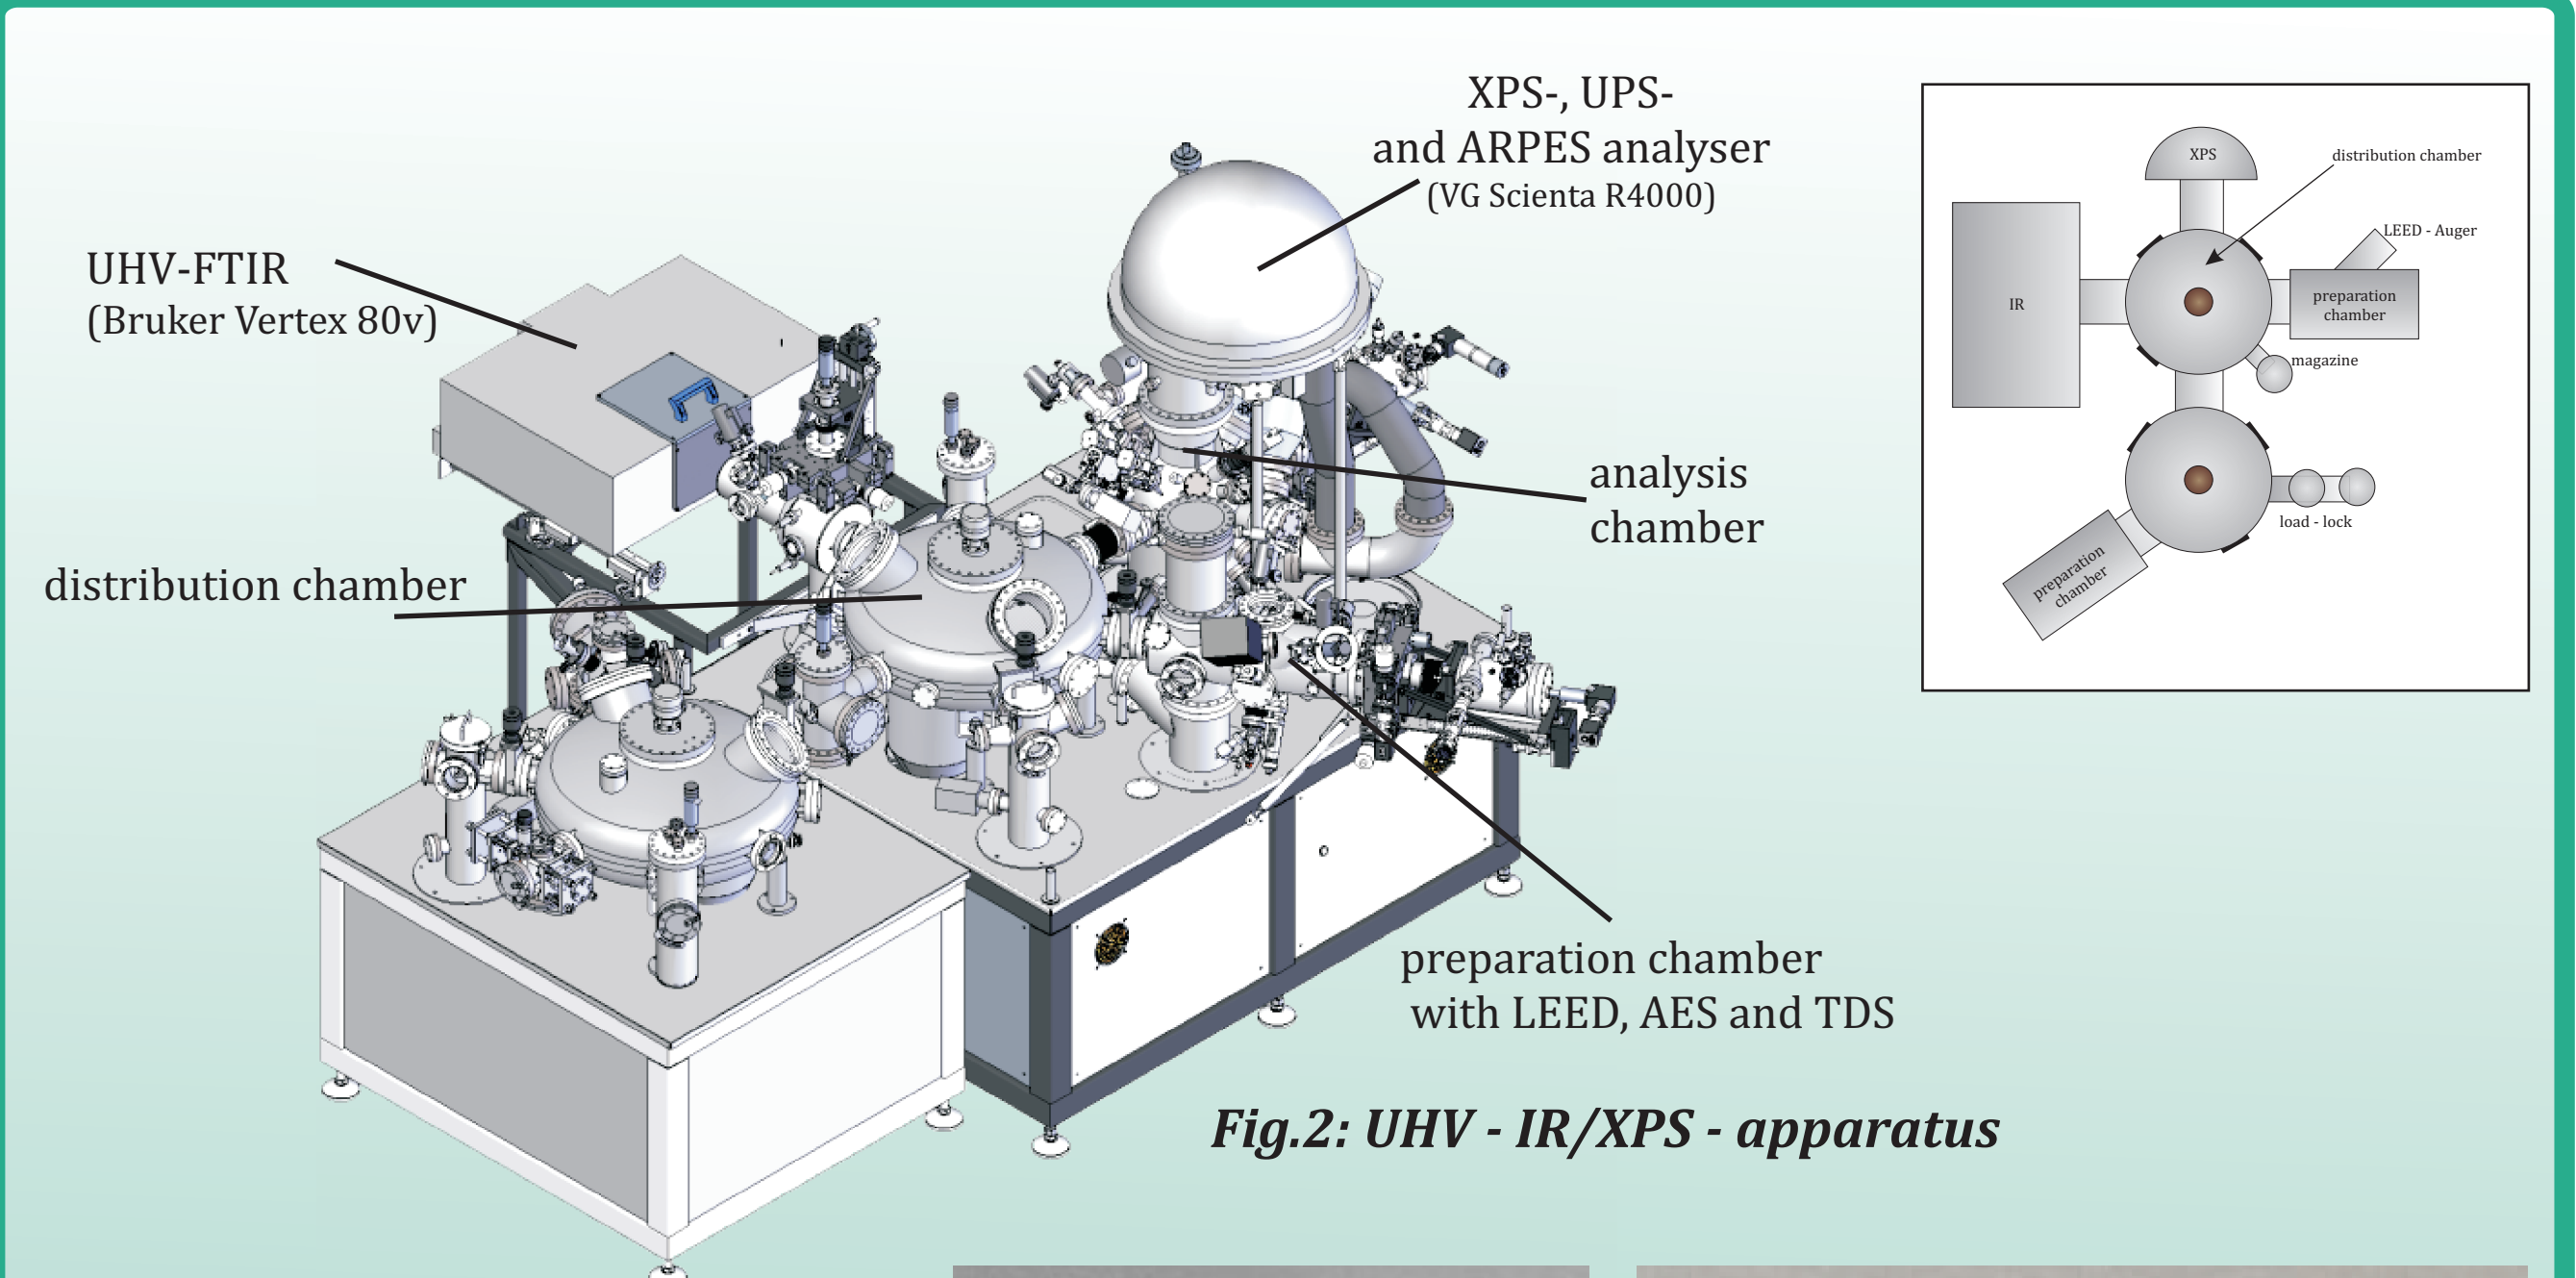 XPS-, UPS-
and ARPES analyser
(VG Scienta R4000)
UHV-FTIR
(Bruker Vertex 80v)
distribution chamber
analysis
chamber
preparation chamber
with LEED, AES and TDS
Fig.2: UHV - IR/XPS - apparatus
XPS
distribution chamber
LEED - Auger
IR
preparation
chamber
magazine
load - lock
preparation
chamber